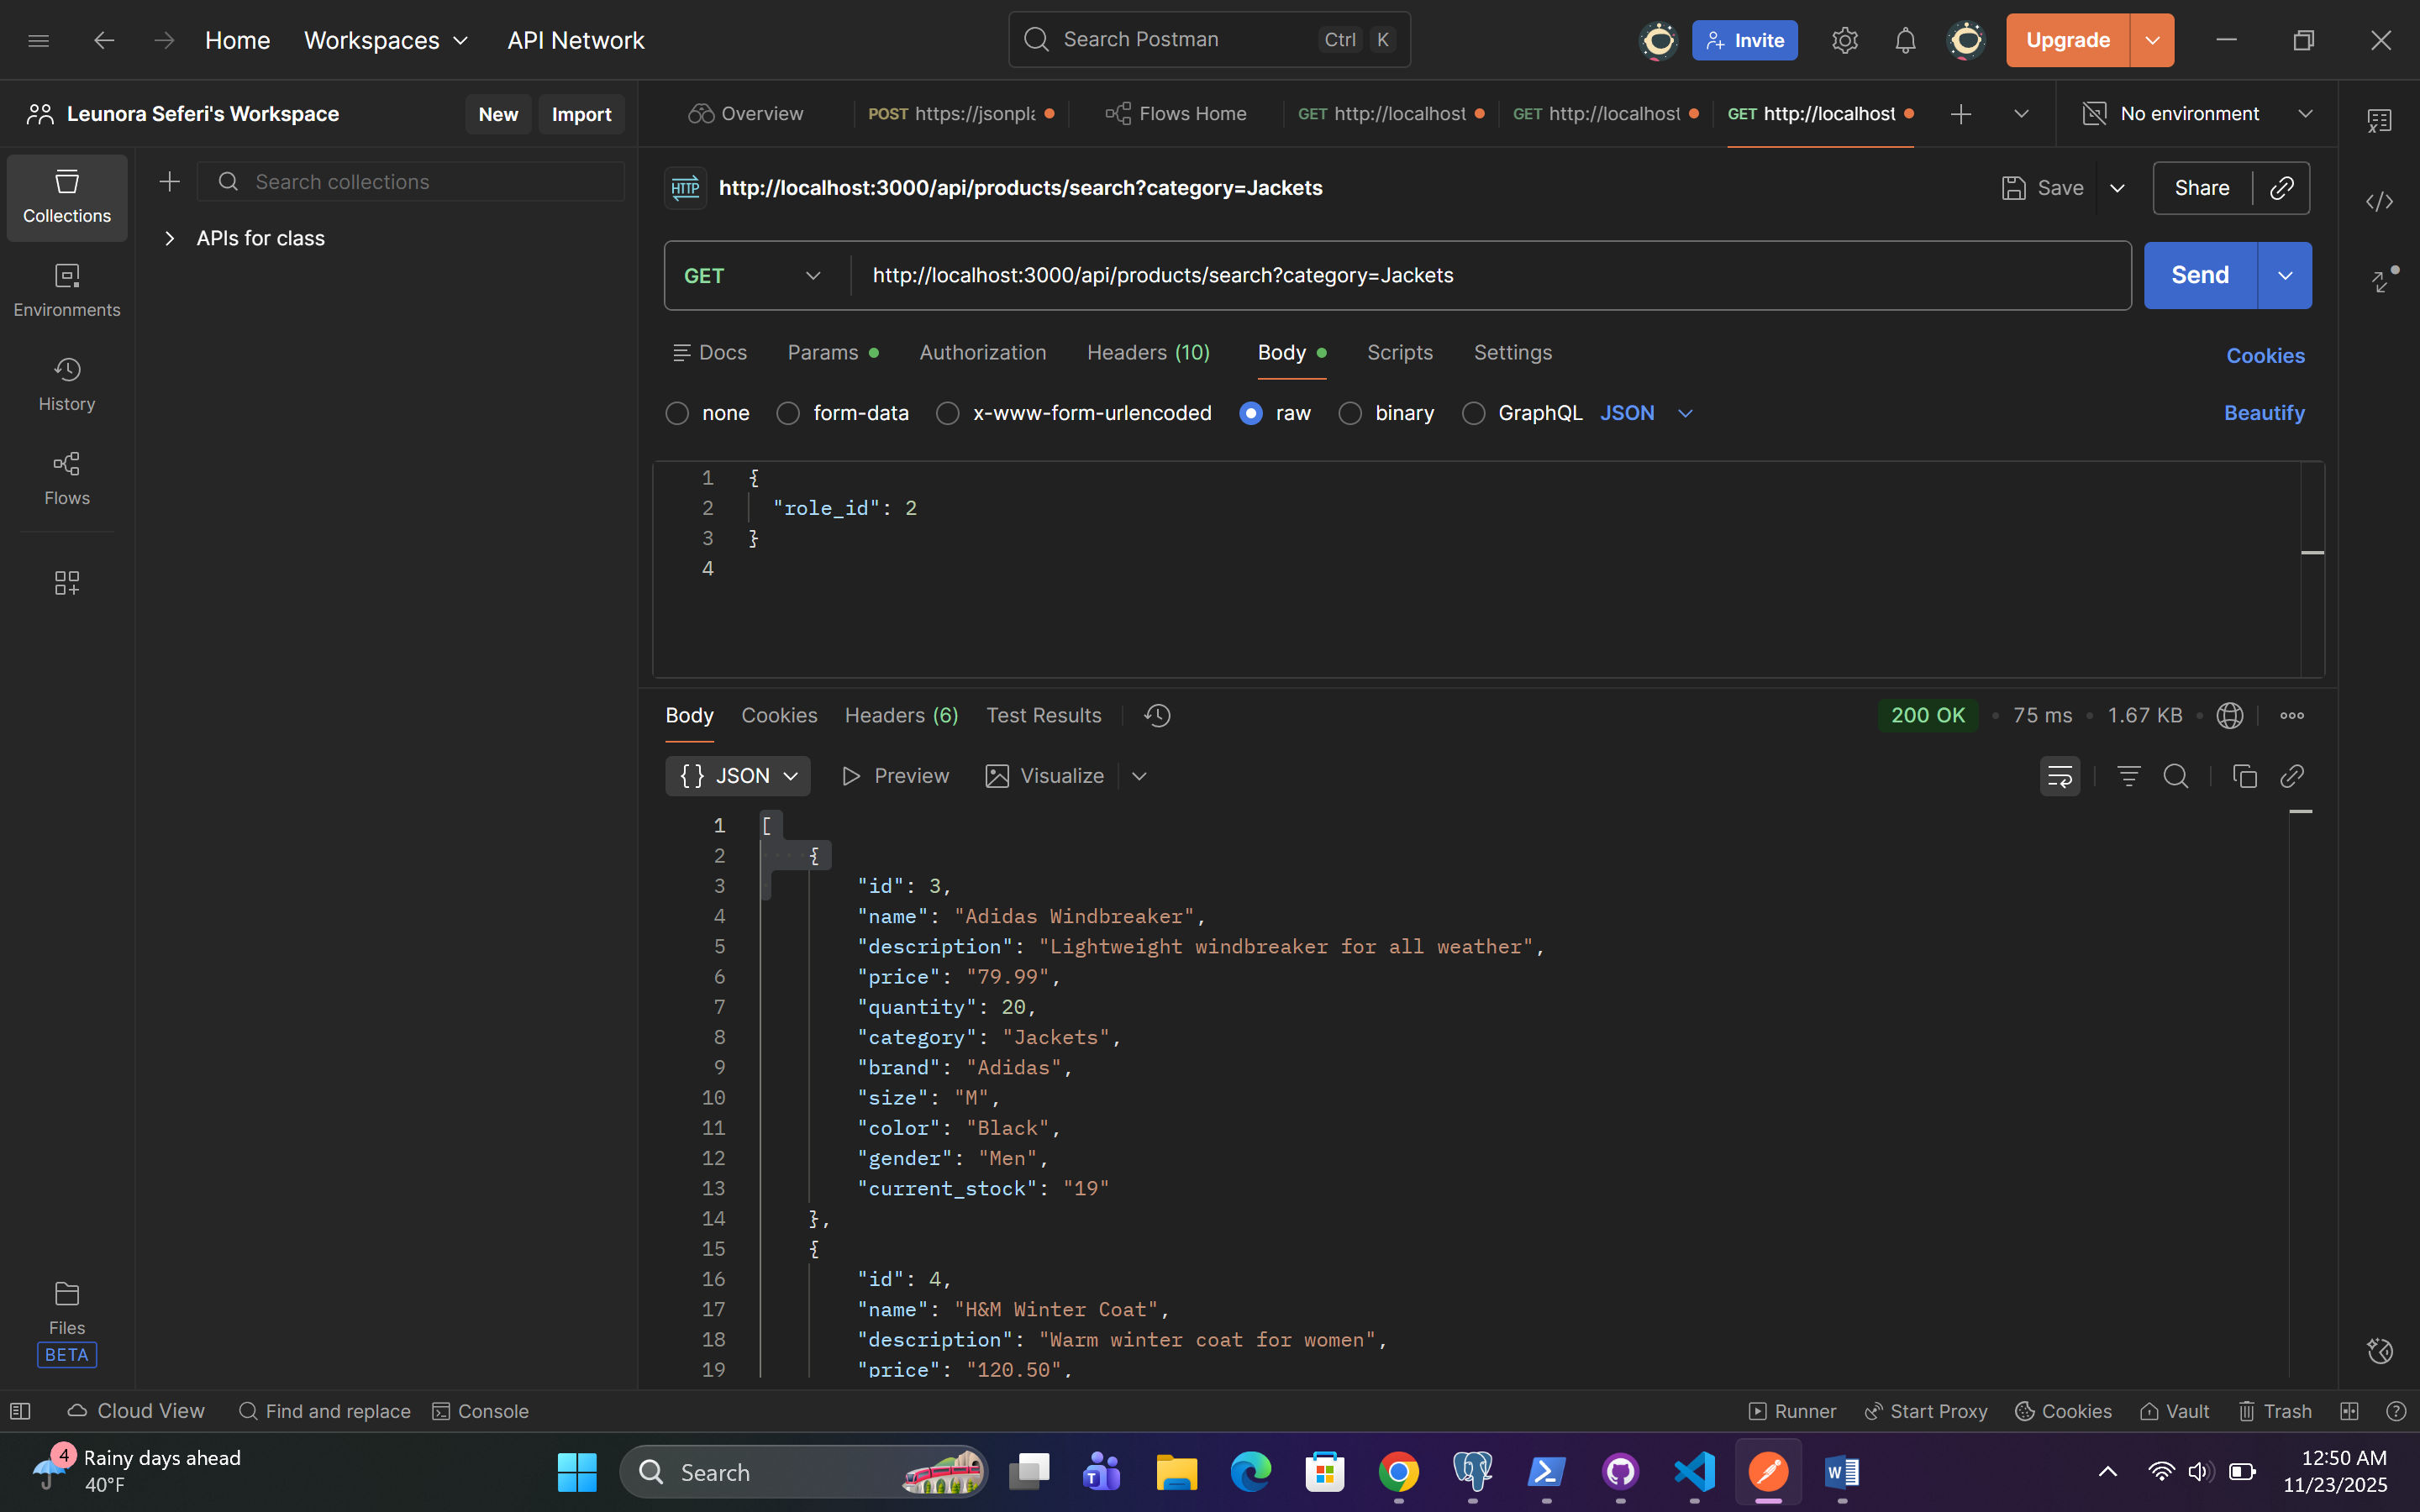 Home Workspaces API Network Search Postman Ctrl K Invite Upgrade
Leunora Seferi's Workspace New Import Overview POST https://jsonpla Flows Home GET http://localhost GET http://localhost GET http://localhost No environment
Collections
Search collections
APIs for class
Environments
History
Flows
Files
BETA
HTTP http://localhost:3000/api/products/search?category=Jackets Save Share
GET http://localhost:3000/api/products/search?category=Jackets Send
Docs Params Authorization Headers (10) Body Scripts Settings Cookies
none form-data x-www-form-urlencoded raw binary GraphQL JSON Beautify
1 {
2 "role_id": 2
3 }
4
Body Cookies Headers (6) Test Results 200 OK 75 ms 1.67 KB
{} JSON Preview Visualize
1 [
2 {
3 "id": 3,
4 "name": "Adidas Windbreaker",
5 "description": "Lightweight windbreaker for all weather",
6 "price": "79.99",
7 "quantity": 20,
8 "category": "Jackets",
9 "brand": "Adidas",
10 "size": "M",
11 "color": "Black",
12 "gender": "Men",
13 "current_stock": "19"
14 },
15 {
16 "id": 4,
17 "name": "H&M Winter Coat",
18 "description": "Warm winter coat for women",
19 "price": "120.50",
Cloud View Find and replace Console Runner Start Proxy Cookies Vault Trash
4 Rainy days ahead
40°F
Search
12:50 AM
11/23/2025